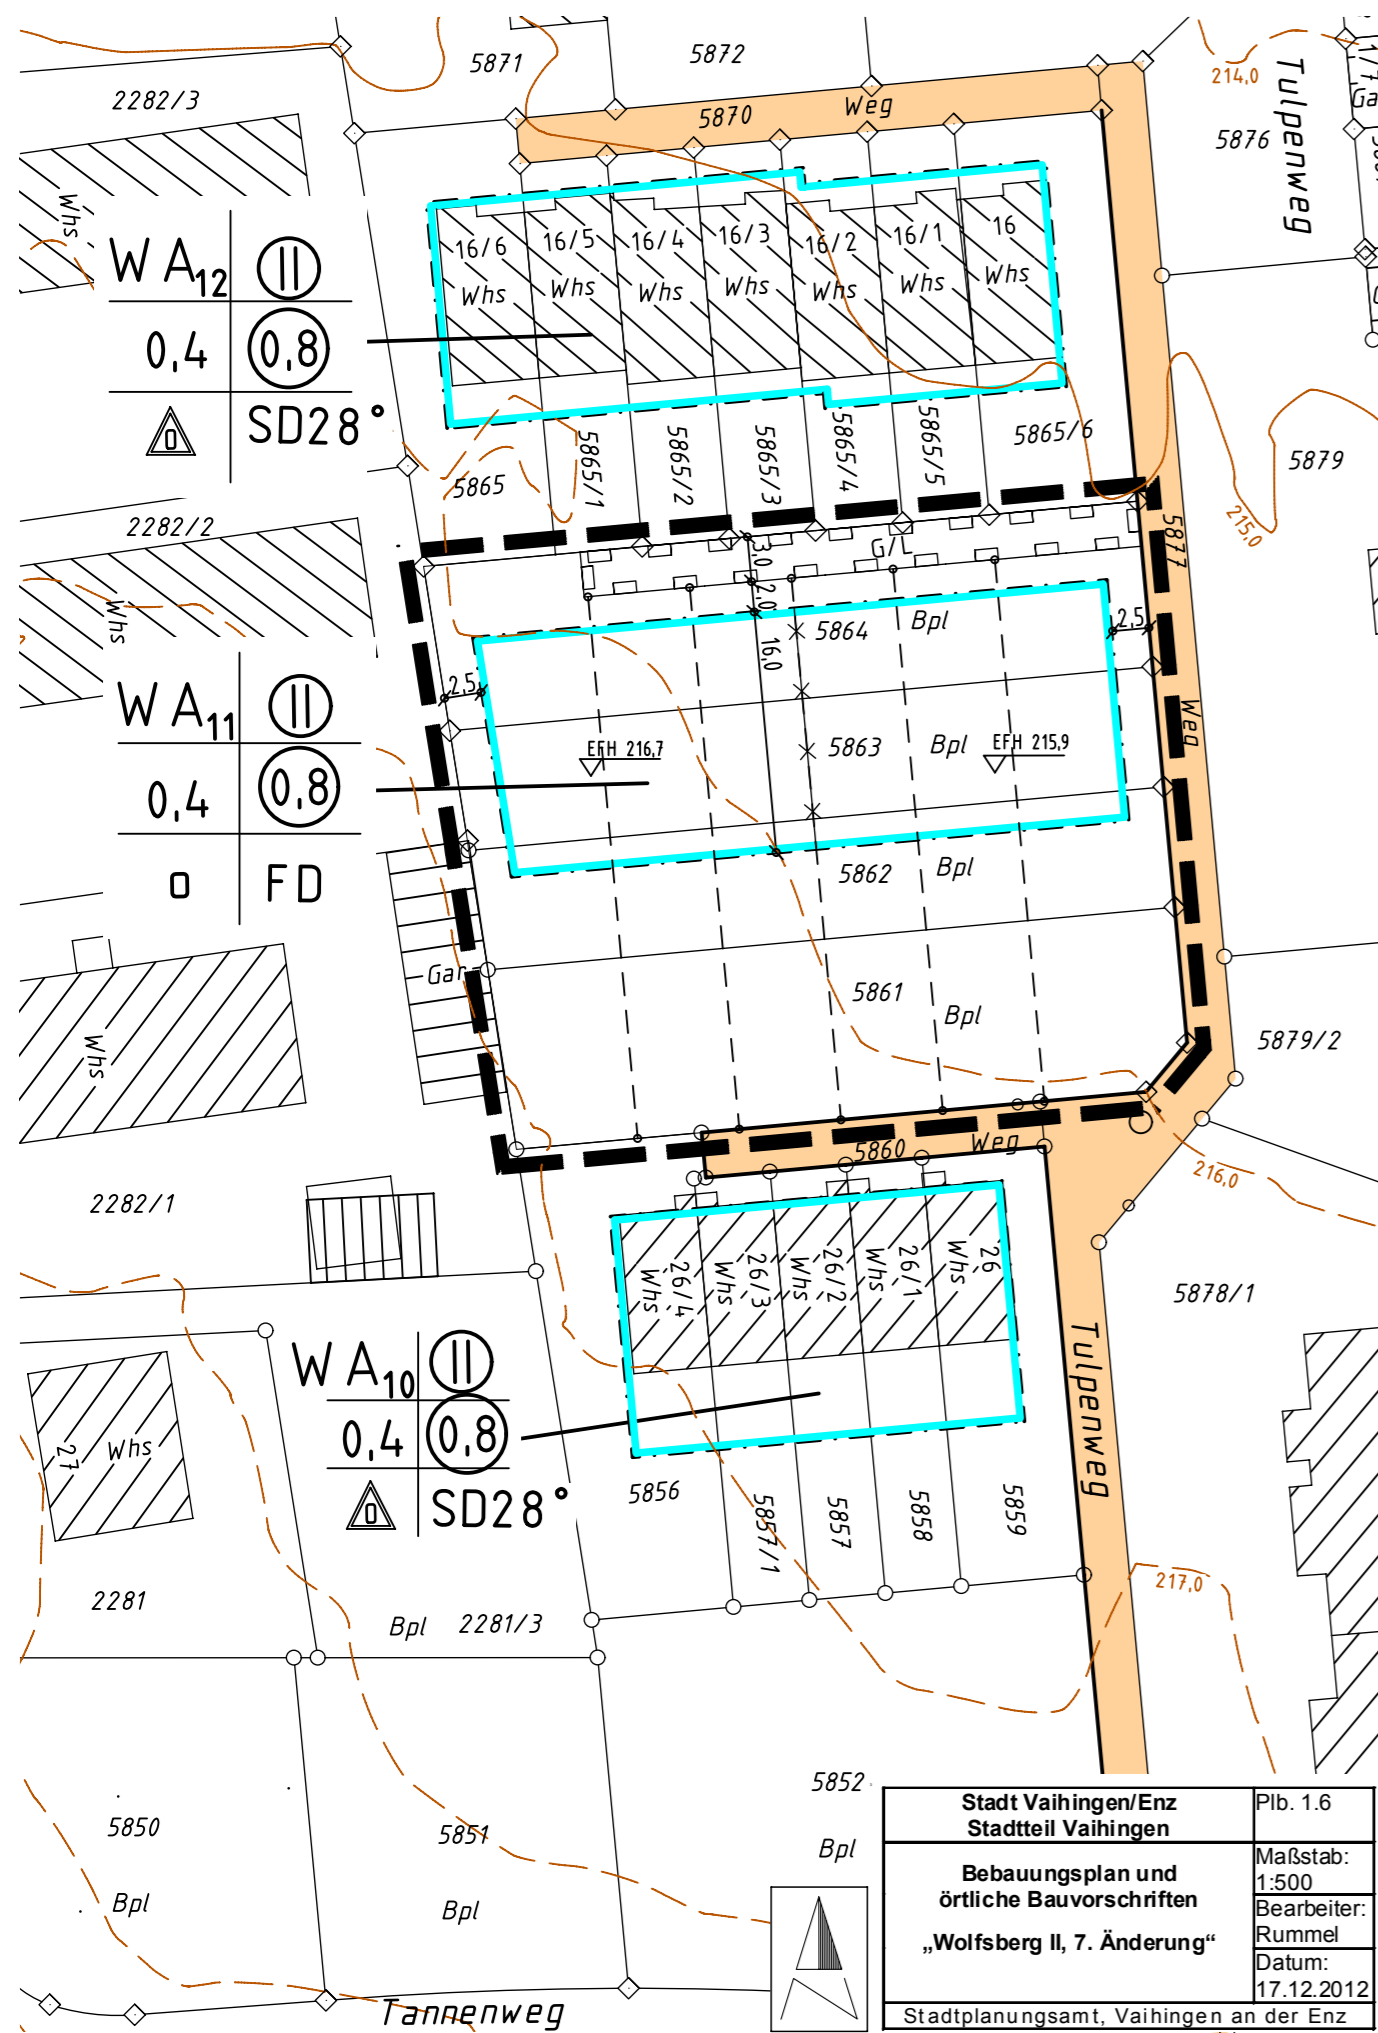 5871
5872
2282/3
5870
Weg
214,0
Tulpenweg
5876
Ga
Whs
16/6
16/5
16/4
16/3
16/2
16/1
16
Whs
Whs
Whs
Whs
Whs
Whs
Whs
WA12
II
0,4
0,8
SD28°
5865
5865/1
5865/2
5865/3
5865/4
5865/5
5865/6
5879
215,0
2282/2
5877
G/L
3,0
2,0
16,0
Whs
5864
Bpl
2,5
2,5
WA11
II
0,4
0,8
o
FD
EFH 216,7
5863
Bpl
EFH 215,9
Weg
5862
Bpl
Gar
5861
Bpl
Whs
5879/2
5860
Weg
216,0
2282/1
26/4
26/3
26/2
26/1
26
Whs
Whs
Whs
Whs
Whs
5878/1
Tulpenweg
WA10
II
0,4
0,8
SD28°
27
Whs
5856
5857/1
5857
5858
5859
217,0
2281
Bpl
2281/3
5852
Bpl
5850
Bpl
5851
Bpl
Tannenweg
Stadt Vaihingen/Enz
Stadtteil Vaihingen
Plb. 1.6
Bebauungsplan und
örtliche Bauvorschriften
„Wolfsberg II, 7. Änderung“
Maßstab:
1:500
Bearbeiter:
Rummel
Datum:
17.12.2012
Stadtplanungsamt, Vaihingen an der Enz